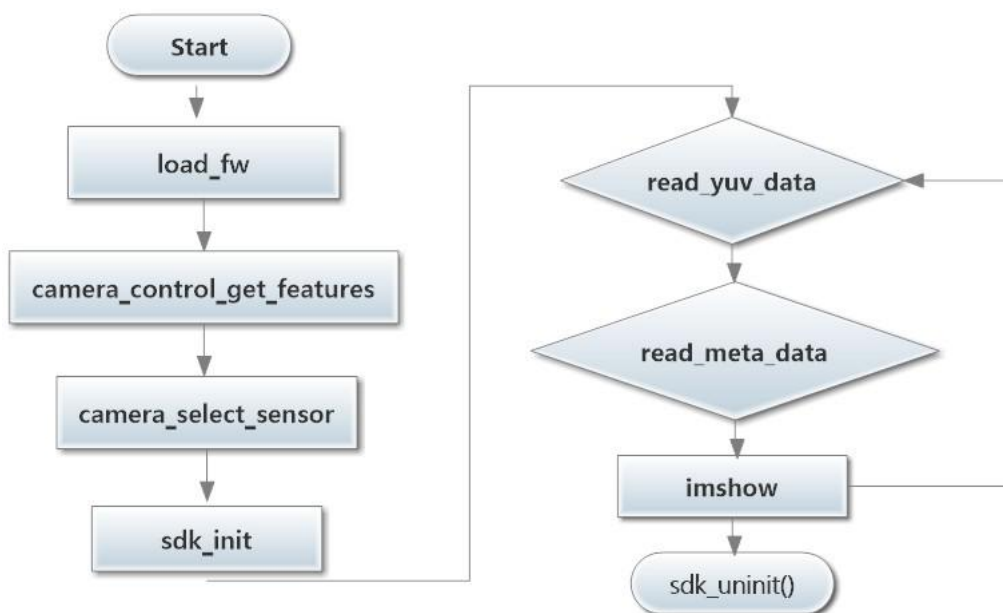 Start
load_fw
camera_control_get_features
camera_select_sensor
sdk_init
read_yuv_data
read_meta_data
imshow
sdk_uninit()